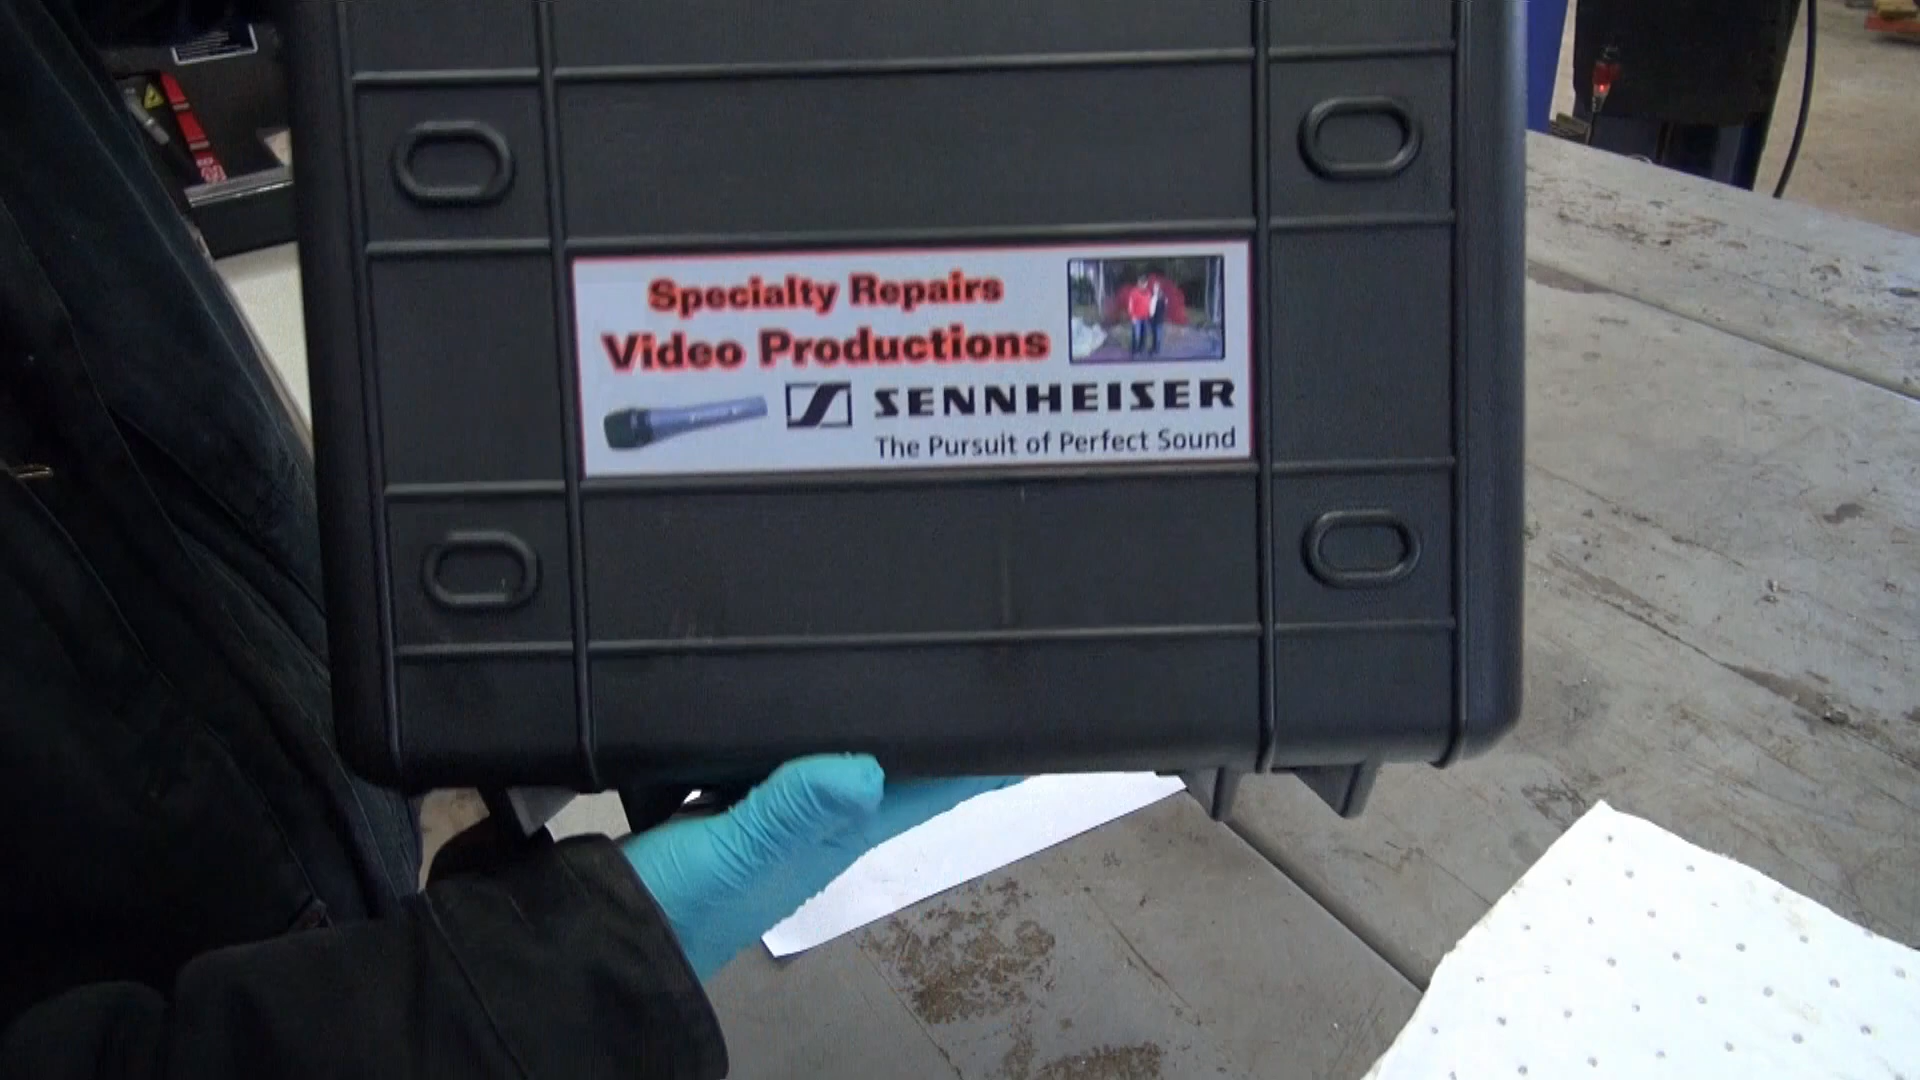 Specialty Repairs
Video Productions
SENNHEISER
The Pursuit of Perfect Sound